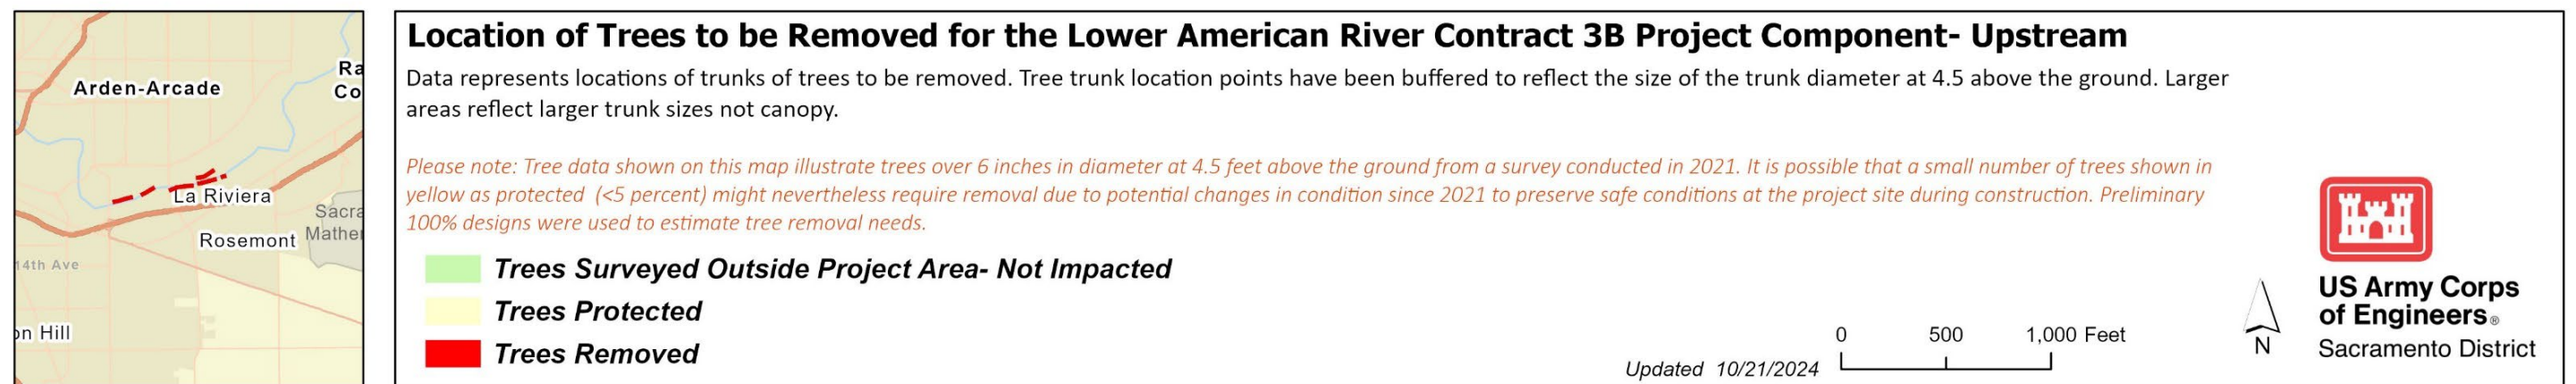 Arden-Arcade
Ra
Co
La Riviera
Sacra
Mather
Rosemont
14th Ave
on Hill
Location of Trees to be Removed for the Lower American River Contract 3B Project Component- Upstream
Data represents locations of trunks of trees to be removed. Tree trunk location points have been buffered to reflect the size of the trunk diameter at 4.5 above the ground. Larger
areas reflect larger trunk sizes not canopy.
Please note: Tree data shown on this map illustrate trees over 6 inches in diameter at 4.5 feet above the ground from a survey conducted in 2021. It is possible that a small number of trees shown in
yellow as protected (<5 percent) might nevertheless require removal due to potential changes in condition since 2021 to preserve safe conditions at the project site during construction. Preliminary
100% designs were used to estimate tree removal needs.
Trees Surveyed Outside Project Area- Not Impacted
Trees Protected
Trees Removed
Updated 10/21/2024
0 500 1,000 Feet
N
US Army Corps
of Engineers®
Sacramento District